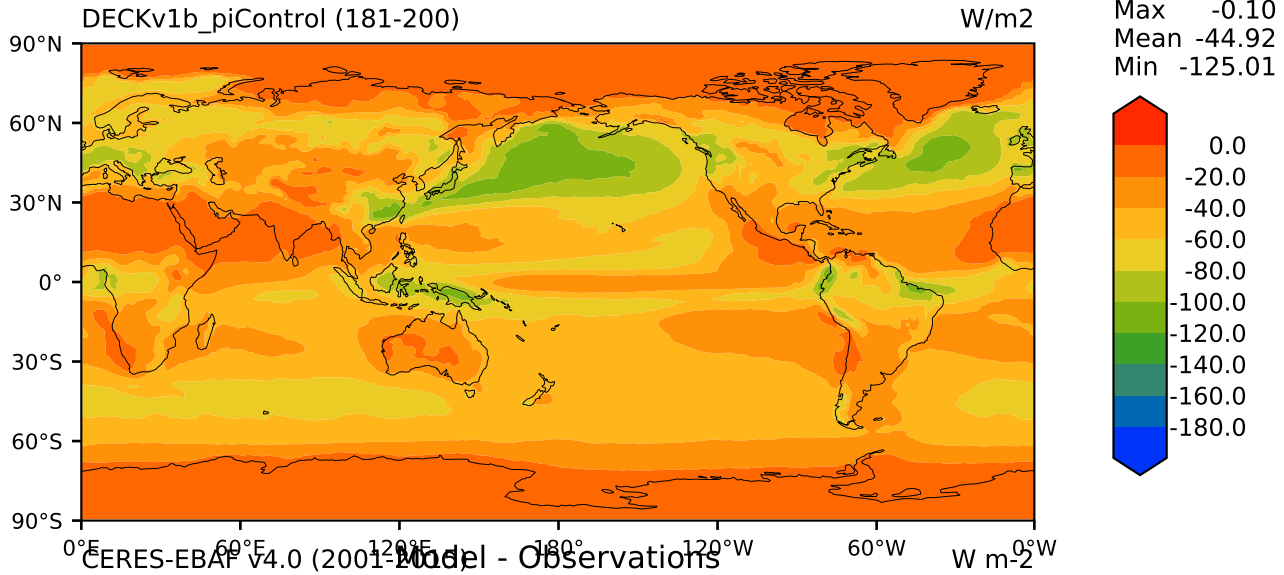 DECKv1b_piControl (181-200)
W/m2
Max -0.10
Mean -44.92
Min -125.01
90°N
60°N
30°N
0°
30°S
60°S
90°S
0.0
-20.0
-40.0
-60.0
-80.0
-100.0
-120.0
-140.0
-160.0
-180.0
0°E
60°E
120°E
180°
120°W
60°W
0°W
CERES-EBAF v4.0 (2001-2015)
Model - Observations
W m-2